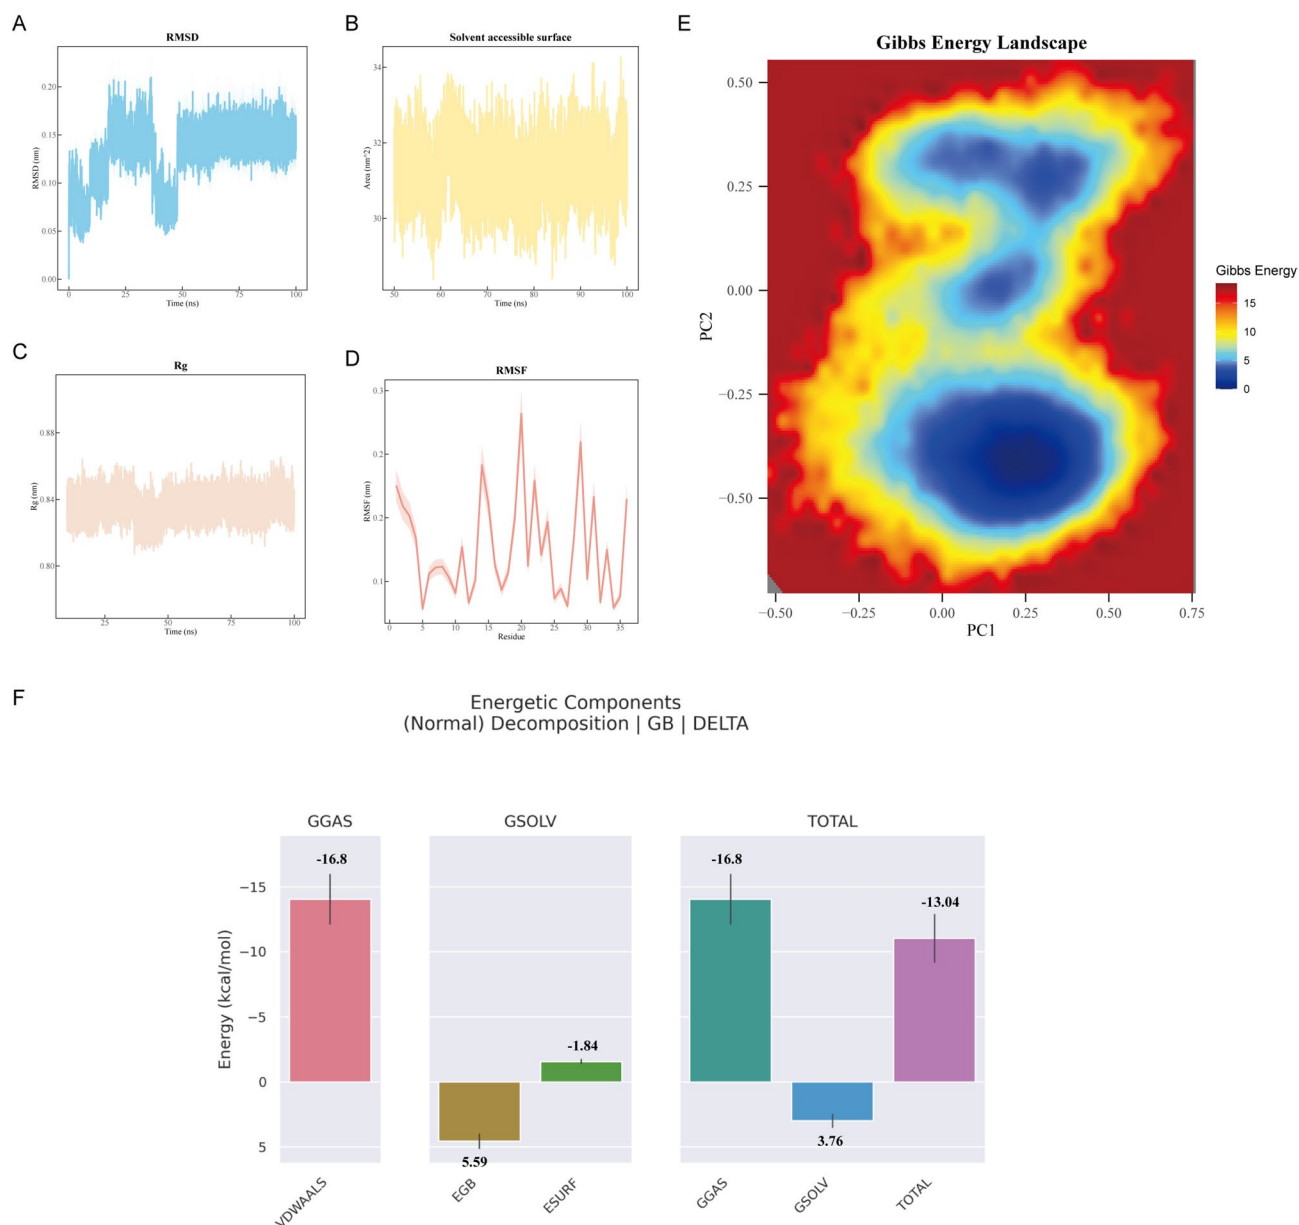 A
RMSD
RMSD (nm)
0.20
0.15
0.10
0.05
0.00
0
25
50
75
100
Time (ns)
B
Solvent accessible surface
Area (nm^2)
34
32
30
50
60
70
80
90
100
Time (ns)
C
Rg
Rg (nm)
0.88
0.84
0.80
25
50
75
100
Time (ns)
D
RMSF
RMSF (nm)
0.3
0.2
0.2
0.1
0
5
10
15
20
25
30
35
Residue
E
Gibbs Energy Landscape
PC2
0.50
0.25
0.00
−0.25
−0.50
−0.50
−0.25
0.00
0.25
0.50
0.75
PC1
Gibbs Energy
15
10
5
0
F
Energetic Components
(Normal) Decomposition | GB | DELTA
Energy (kcal/mol)
−15
−10
−5
0
5
GGAS
-16.8
VDWAALS
GSOLV
5.59
-1.84
EGB
ESURF
TOTAL
-16.8
3.76
-13.04
GGAS
GSOLV
TOTAL